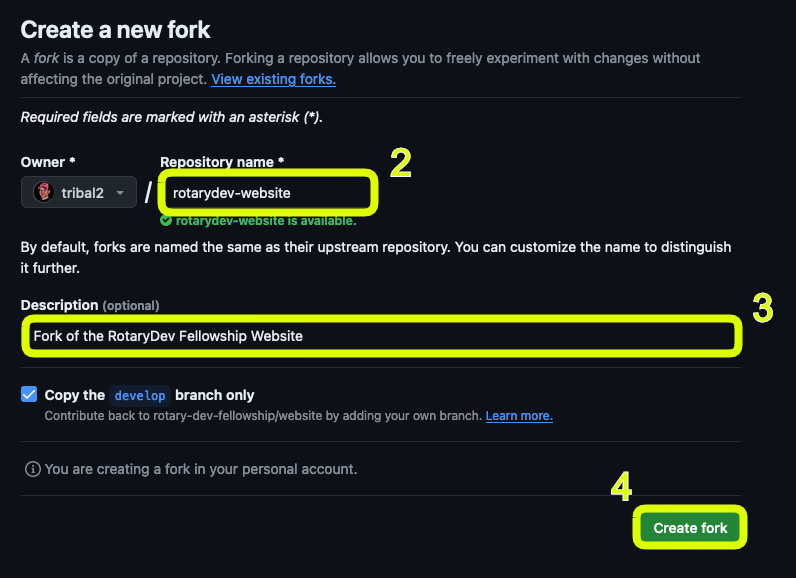 Create a new fork
A fork is a copy of a repository. Forking a repository allows you to freely experiment with changes without
affecting the original project. View existing forks.
Required fields are marked with an asterisk (*).
Owner *
Repository name *
2
tribal2
/
rotarydev-website
rotarydev-website is available.
By default, forks are named the same as their upstream repository. You can customize the name to distinguish
it further.
Description (optional)
3
Fork of the RotaryDev Fellowship Website
Copy the develop branch only
Contribute back to rotary-dev-fellowship/website by adding your own branch. Learn more.
You are creating a fork in your personal account.
4
Create fork